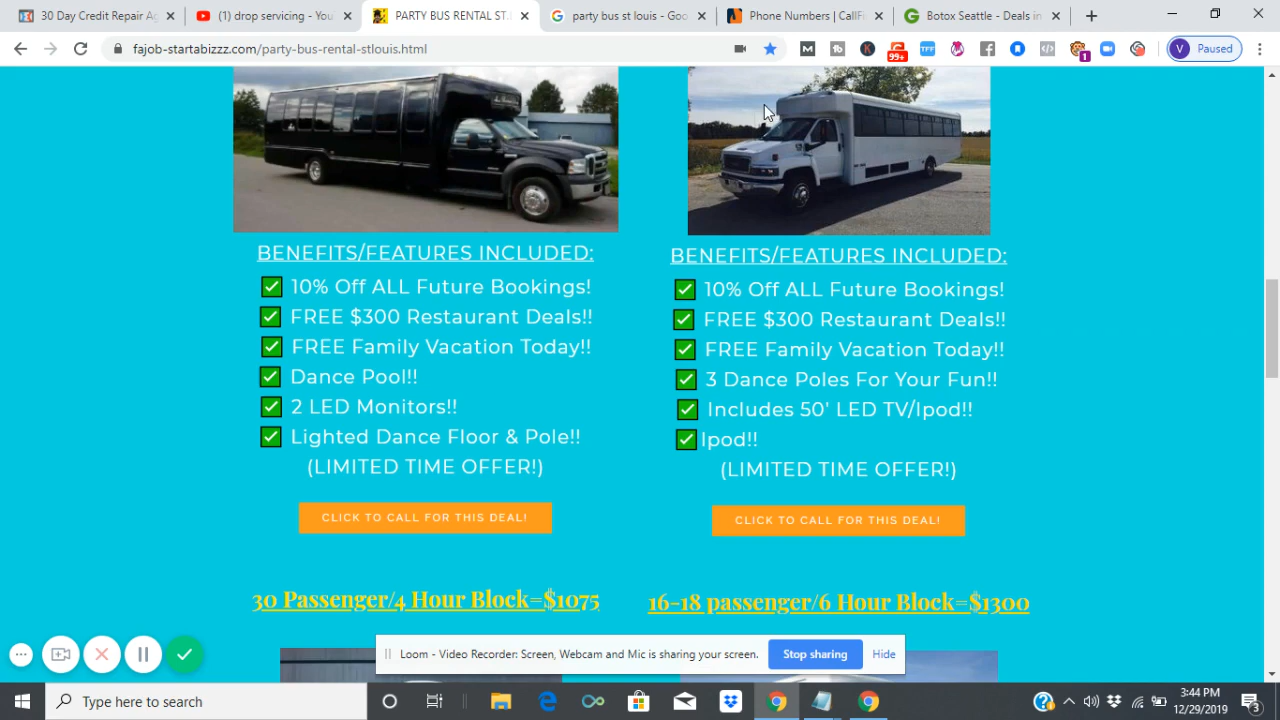 30 Day Credit Repair Ag
(1) drop servicing - You
PARTY BUS RENTAL ST.
party bus st louis - Goo
Phone Numbers | CallFi
Botox Seattle - Deals in
fajob-startabizzz.com/party-bus-rental-stlouis.html
99+
TFF
1
V Paused
BENEFITS/FEATURES INCLUDED:
10% Off ALL Future Bookings!
FREE $300 Restaurant Deals!!
FREE Family Vacation Today!!
Dance Pool!!
2 LED Monitors!!
Lighted Dance Floor & Pole!!
(LIMITED TIME OFFER!)
CLICK TO CALL FOR THIS DEAL!
BENEFITS/FEATURES INCLUDED:
10% Off ALL Future Bookings!
FREE $300 Restaurant Deals!!
FREE Family Vacation Today!!
3 Dance Poles For Your Fun!!
Includes 50' LED TV/Ipod!!
Ipod!!
(LIMITED TIME OFFER!)
CLICK TO CALL FOR THIS DEAL!
30 Passenger/4 Hour Block=$1075
16-18 passenger/6 Hour Block=$1300
Loom - Video Recorder: Screen, Webcam and Mic is sharing your screen.
Stop sharing
Hide
Type here to search
3:44 PM
12/29/2019
3